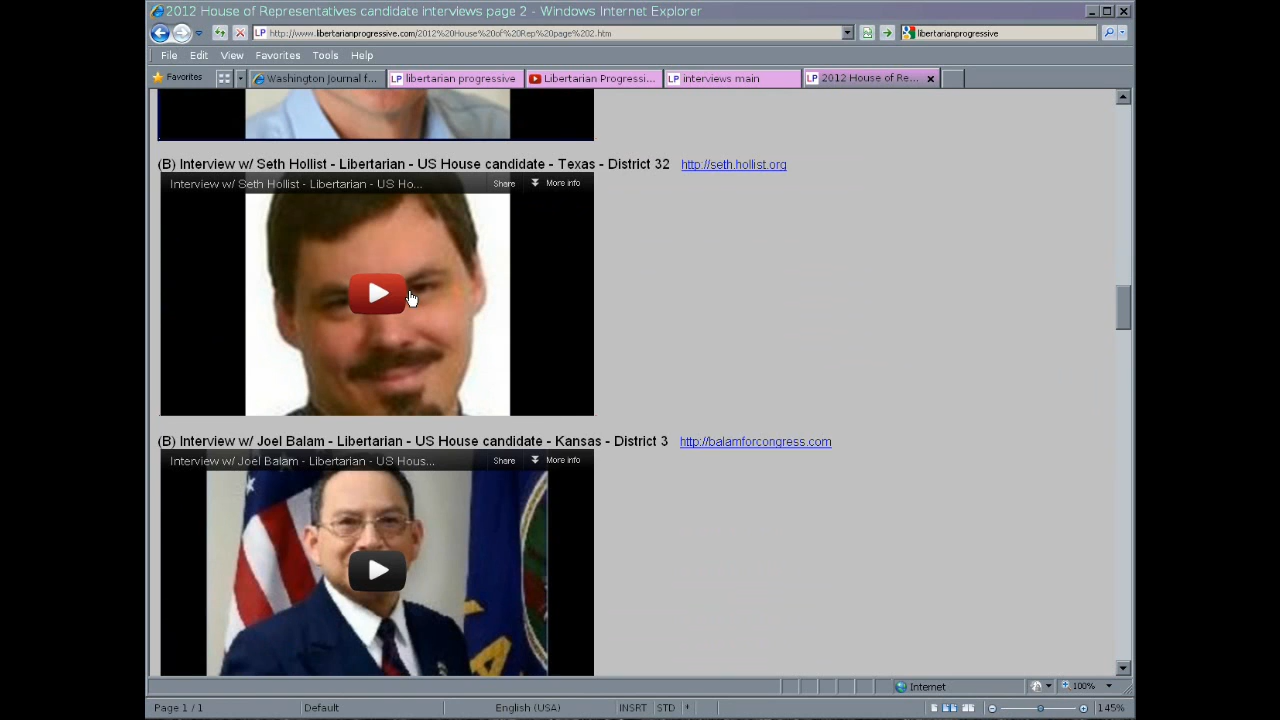 2012 House of Representatives candidate interviews page 2 - Windows Internet Explorer
LP http://www.libertarianprogressive.com/2012%20House%20of%20Rep%20page%202.htm
libertarianprogressive
File Edit View Favorites Tools Help
Favorites
Washington Journal f...
LP libertarian progressive
Libertarian Progressi...
LP interviews main
LP 2012 House of Re...
(B) Interview w/ Seth Hollist - Libertarian - US House candidate - Texas - District 32 http://seth.hollist.org
Interview w/ Seth Hollist - Libertarian - US Ho... Share More info
(B) Interview w/ Joel Balam - Libertarian - US House candidate - Kansas - District 3 http://balamforcongress.com
Interview w/ Joel Balam - Libertarian - US Hous... Share More info
Internet 100%
Page 1 / 1 Default English (USA) INSRT STD * 145%